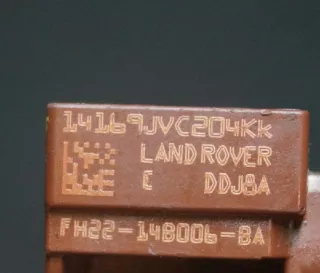 14169JVC204KK
LAND ROVER
C DDJ8A
FH22-14B006-BA